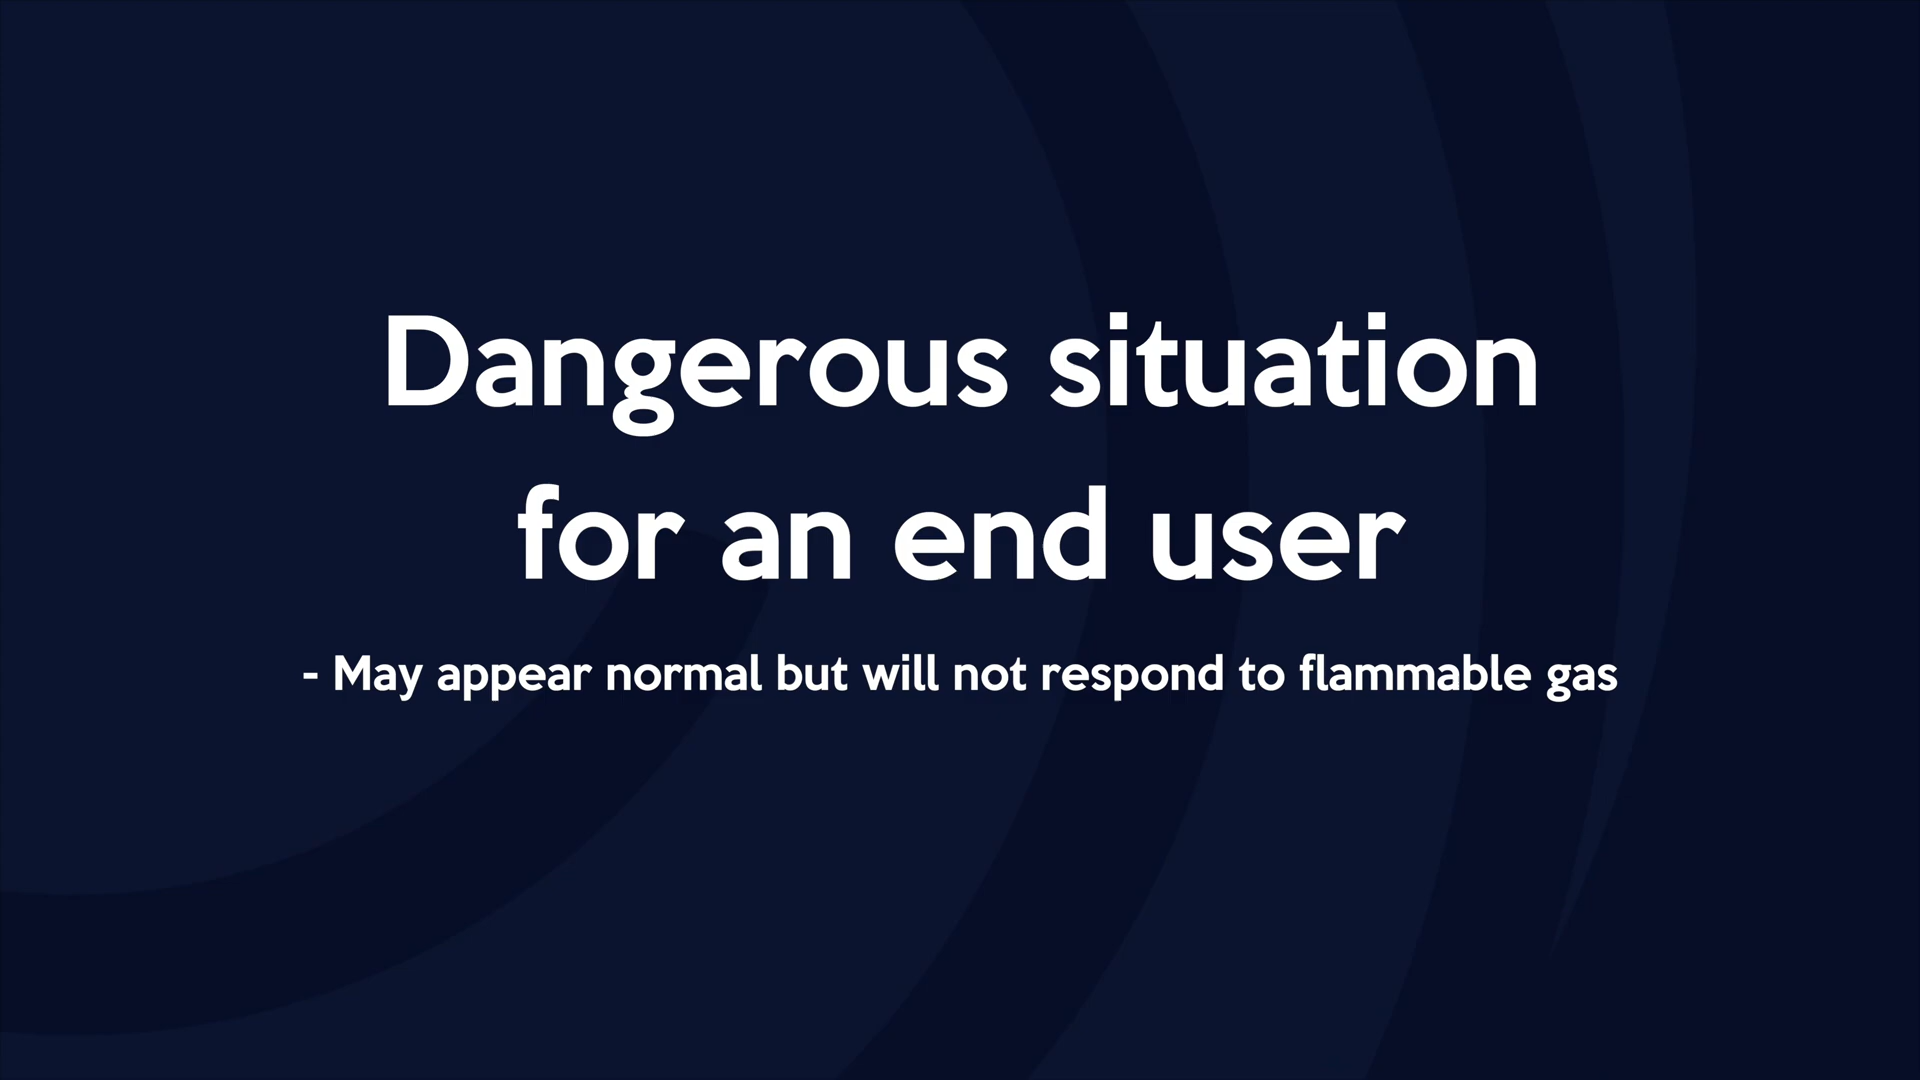 Dangerous situation
for an end user
- May appear normal but will not respond to flammable gas